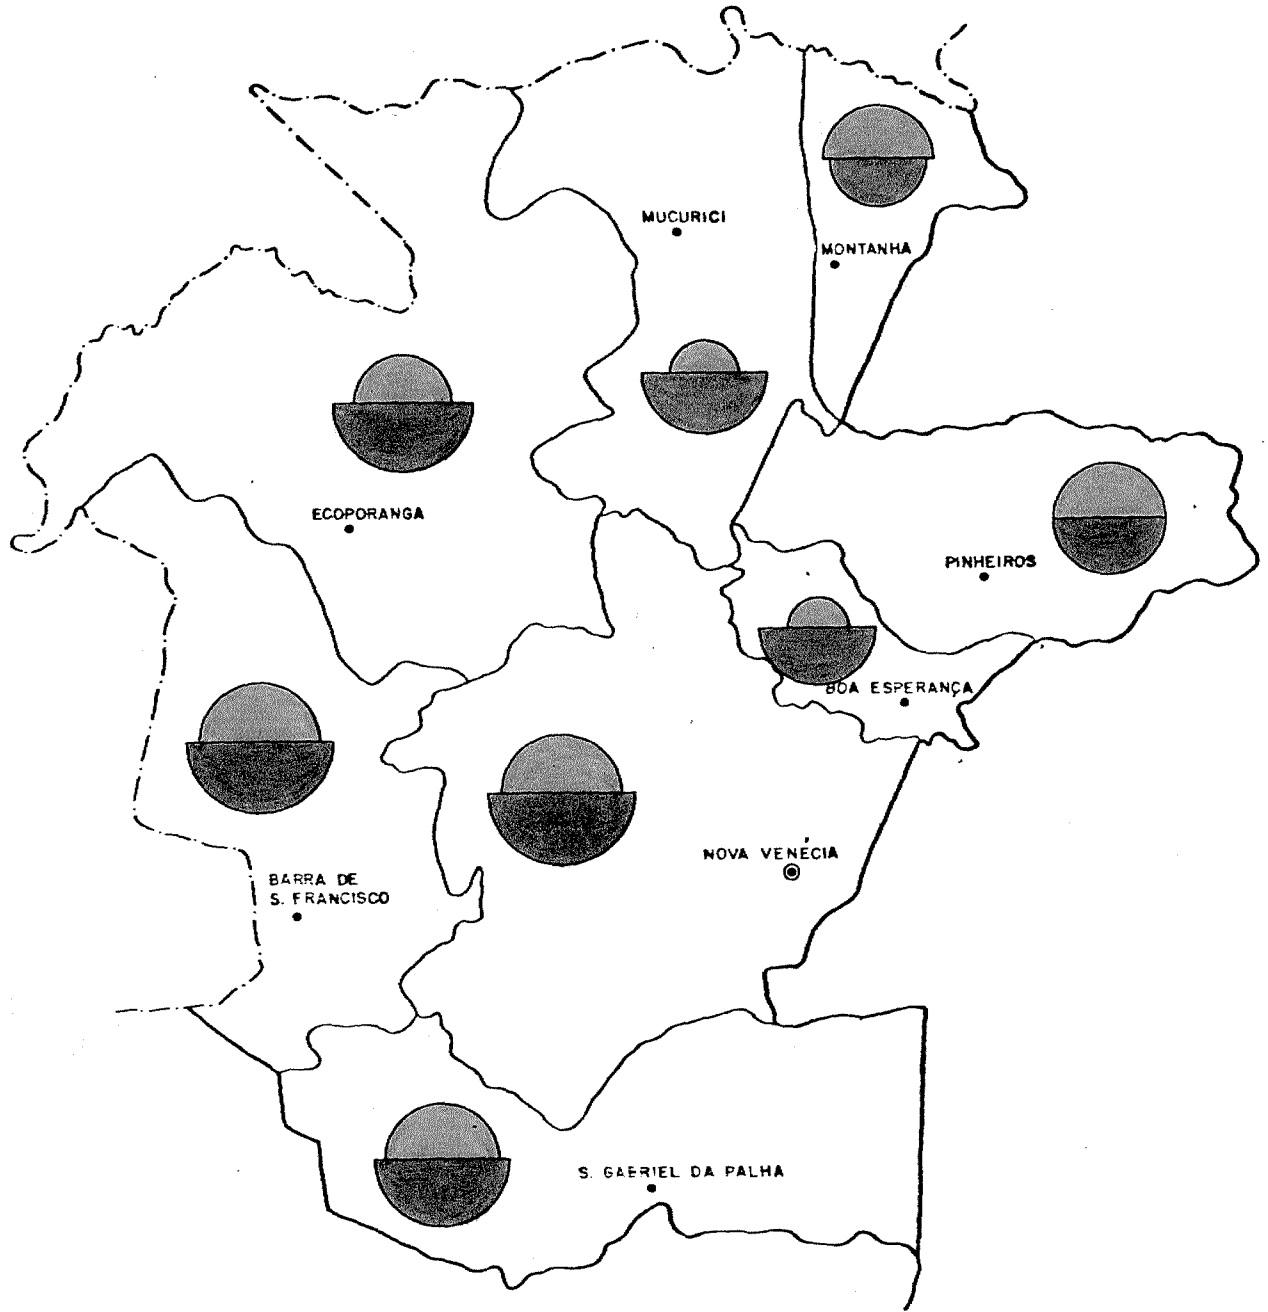 MUCURICI
MONTANHA
ECOPORANGA
PINHEIROS
BOA ESPERANÇA
NOVA VENÉCIA
BARRA DE
S. FRANCISCO
S. GABRIEL DA PALHA